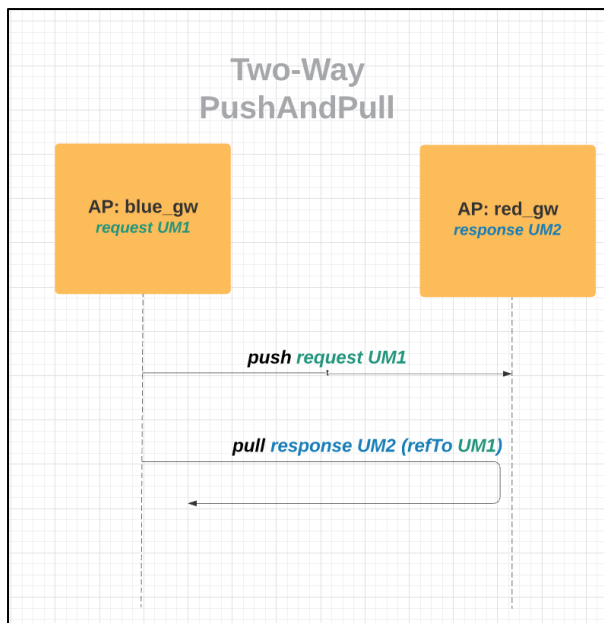 Two-Way
PushAndPull
AP: blue_gw
request UM1
AP: red_gw
response UM2
push request UM1
pull response UM2 (refTo UM1)